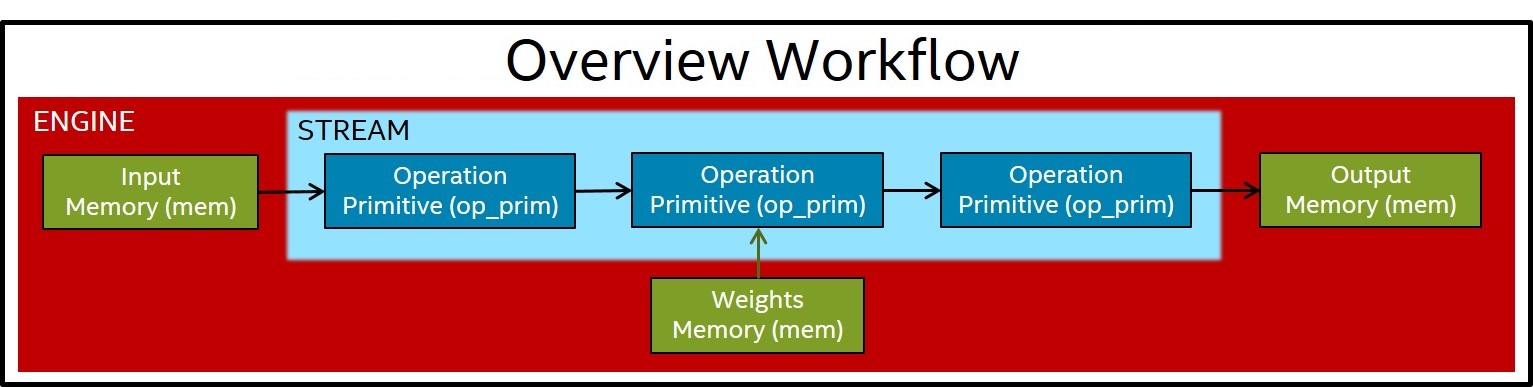 Overview Workflow
ENGINE
STREAM
Input
Memory (mem)
Operation
Primitive (op_prim)
Operation
Primitive (op_prim)
Operation
Primitive (op_prim)
Output
Memory (mem)
Weights
Memory (mem)